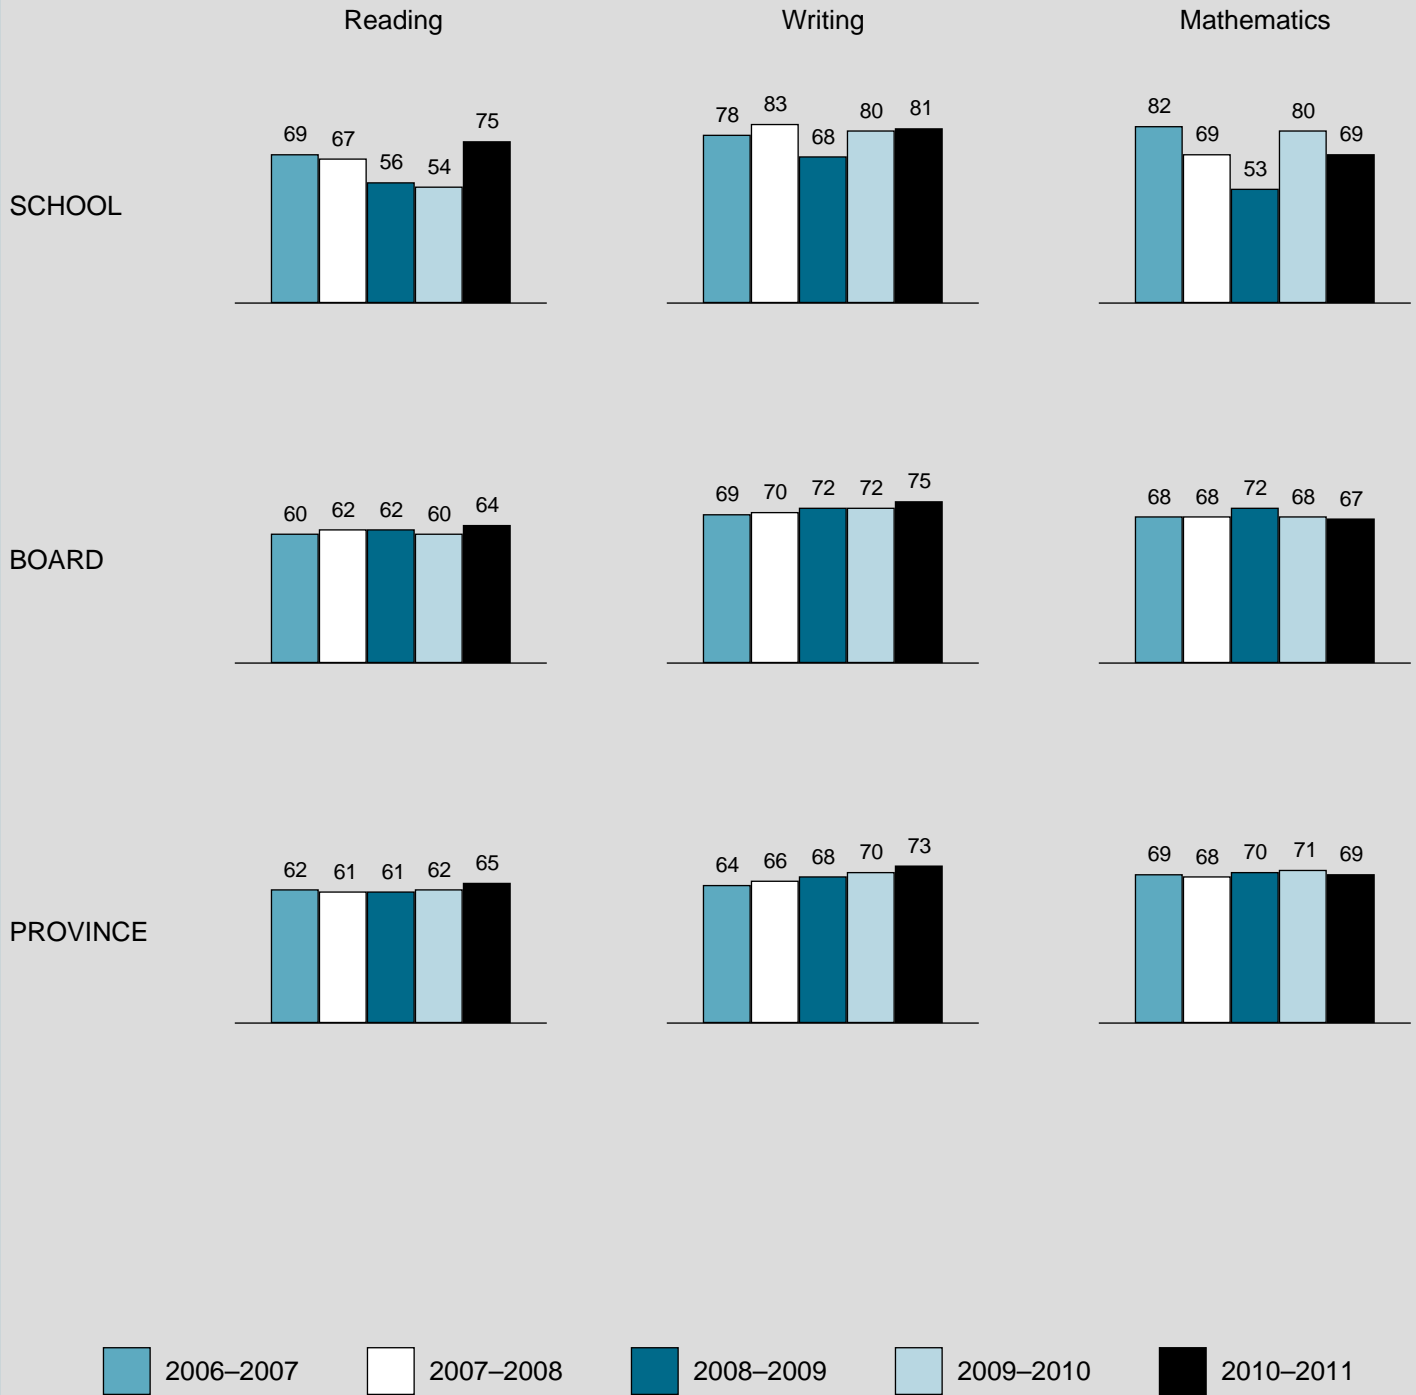 Reading Writing Mathematics
69 67 56 54 75 78 83 68 80 81 82 69 53 80 69
SCHOOL
60 62 62 60 64 69 70 72 72 75 68 68 72 68 67
BOARD
62 61 61 62 65 64 66 68 70 73 69 68 70 71 69
PROVINCE
2006–2007 2007–2008 2008–2009 2009–2010 2010–2011